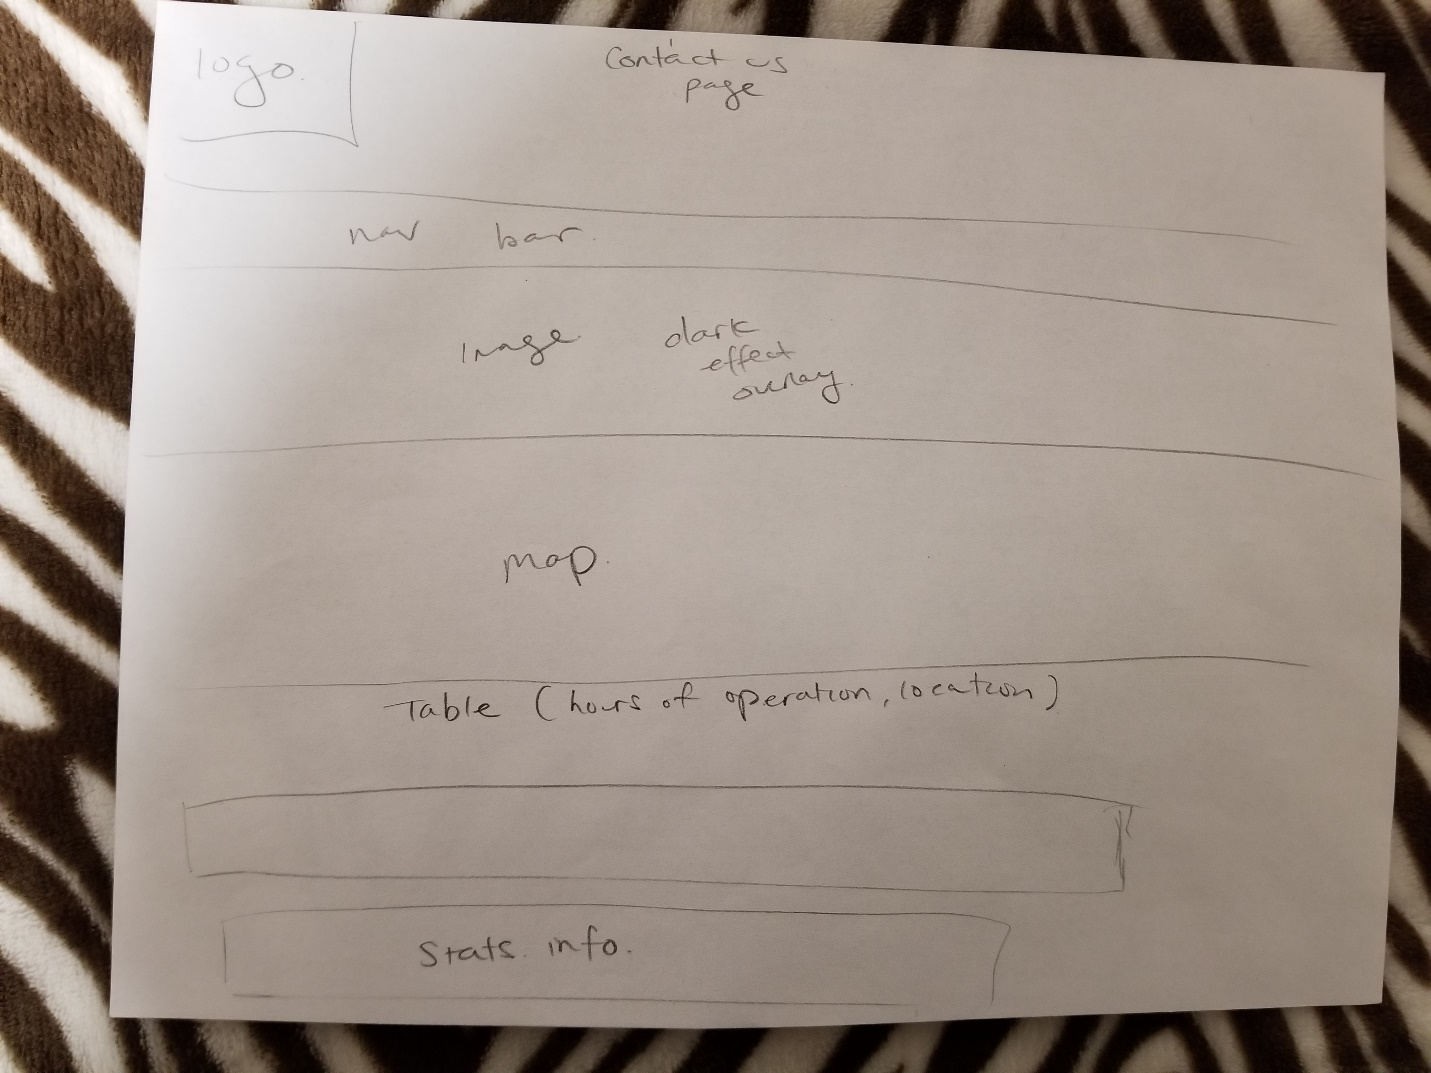 logo.
Contact us
page
nav bar.
Image.
dark
effect
overlay.
map.
Table (hours of operation, location)
Stats. info.